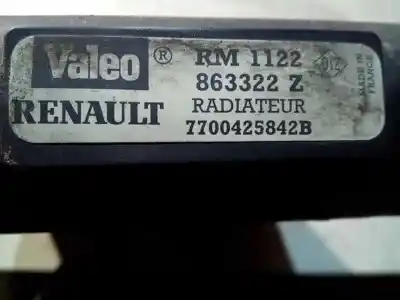 Valeo ® RM 1122
863322 Z
RENAULT RADIATEUR
7700425842B
MADE IN
FRANCE